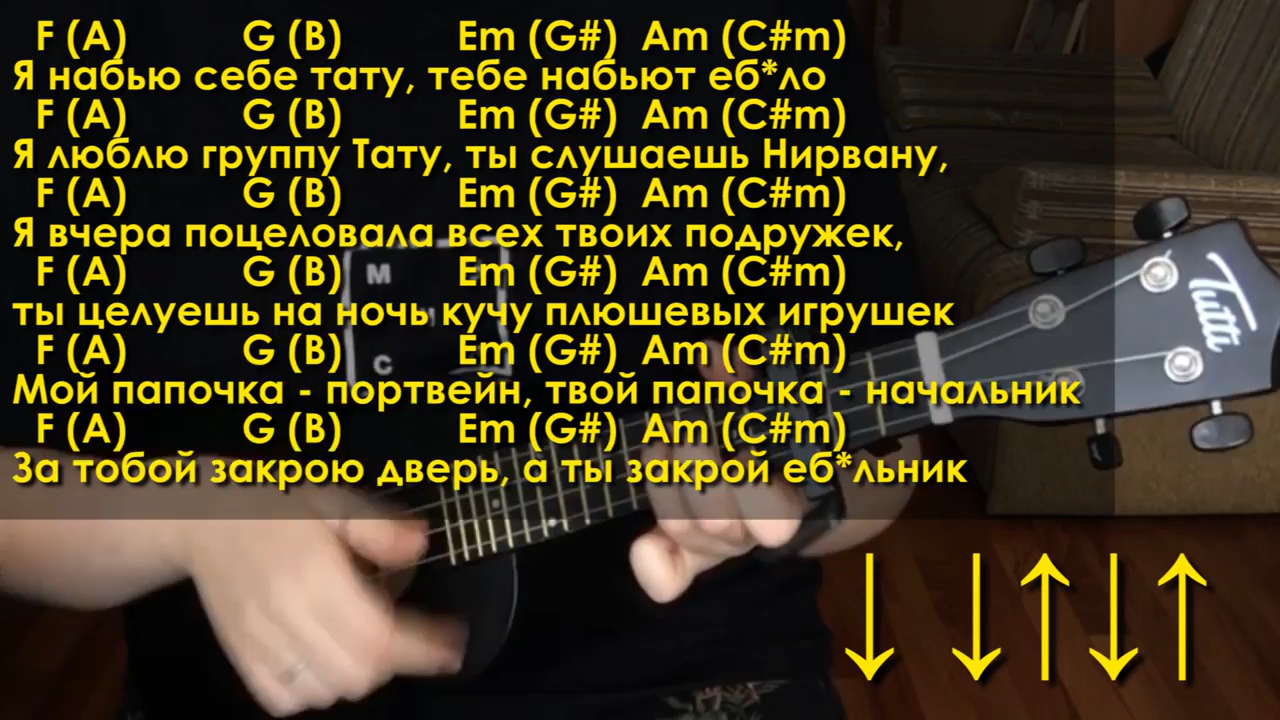 F (A) G (B) Em (G#) Am (C#m)
Я набью себе тату, тебе набьют еб*ло
F (A) G (B) Em (G#) Am (C#m)
Я люблю группу Тату, ты слушаешь Нирвану,
F (A) G (B) Em (G#) Am (C#m)
Я вчера поцеловала всех твоих подружек,
F (A) G (B) Em (G#) Am (C#m)
ты целуешь на ночь кучу плюшевых игрушек
F (A) G (B) Em (G#) Am (C#m)
Мой папочка - портвейн, твой папочка - начальник
F (A) G (B) Em (G#) Am (C#m)
За тобой закрою дверь, а ты закрой еб*льник
M
C
Tutti
↓ ↓↑↓↑